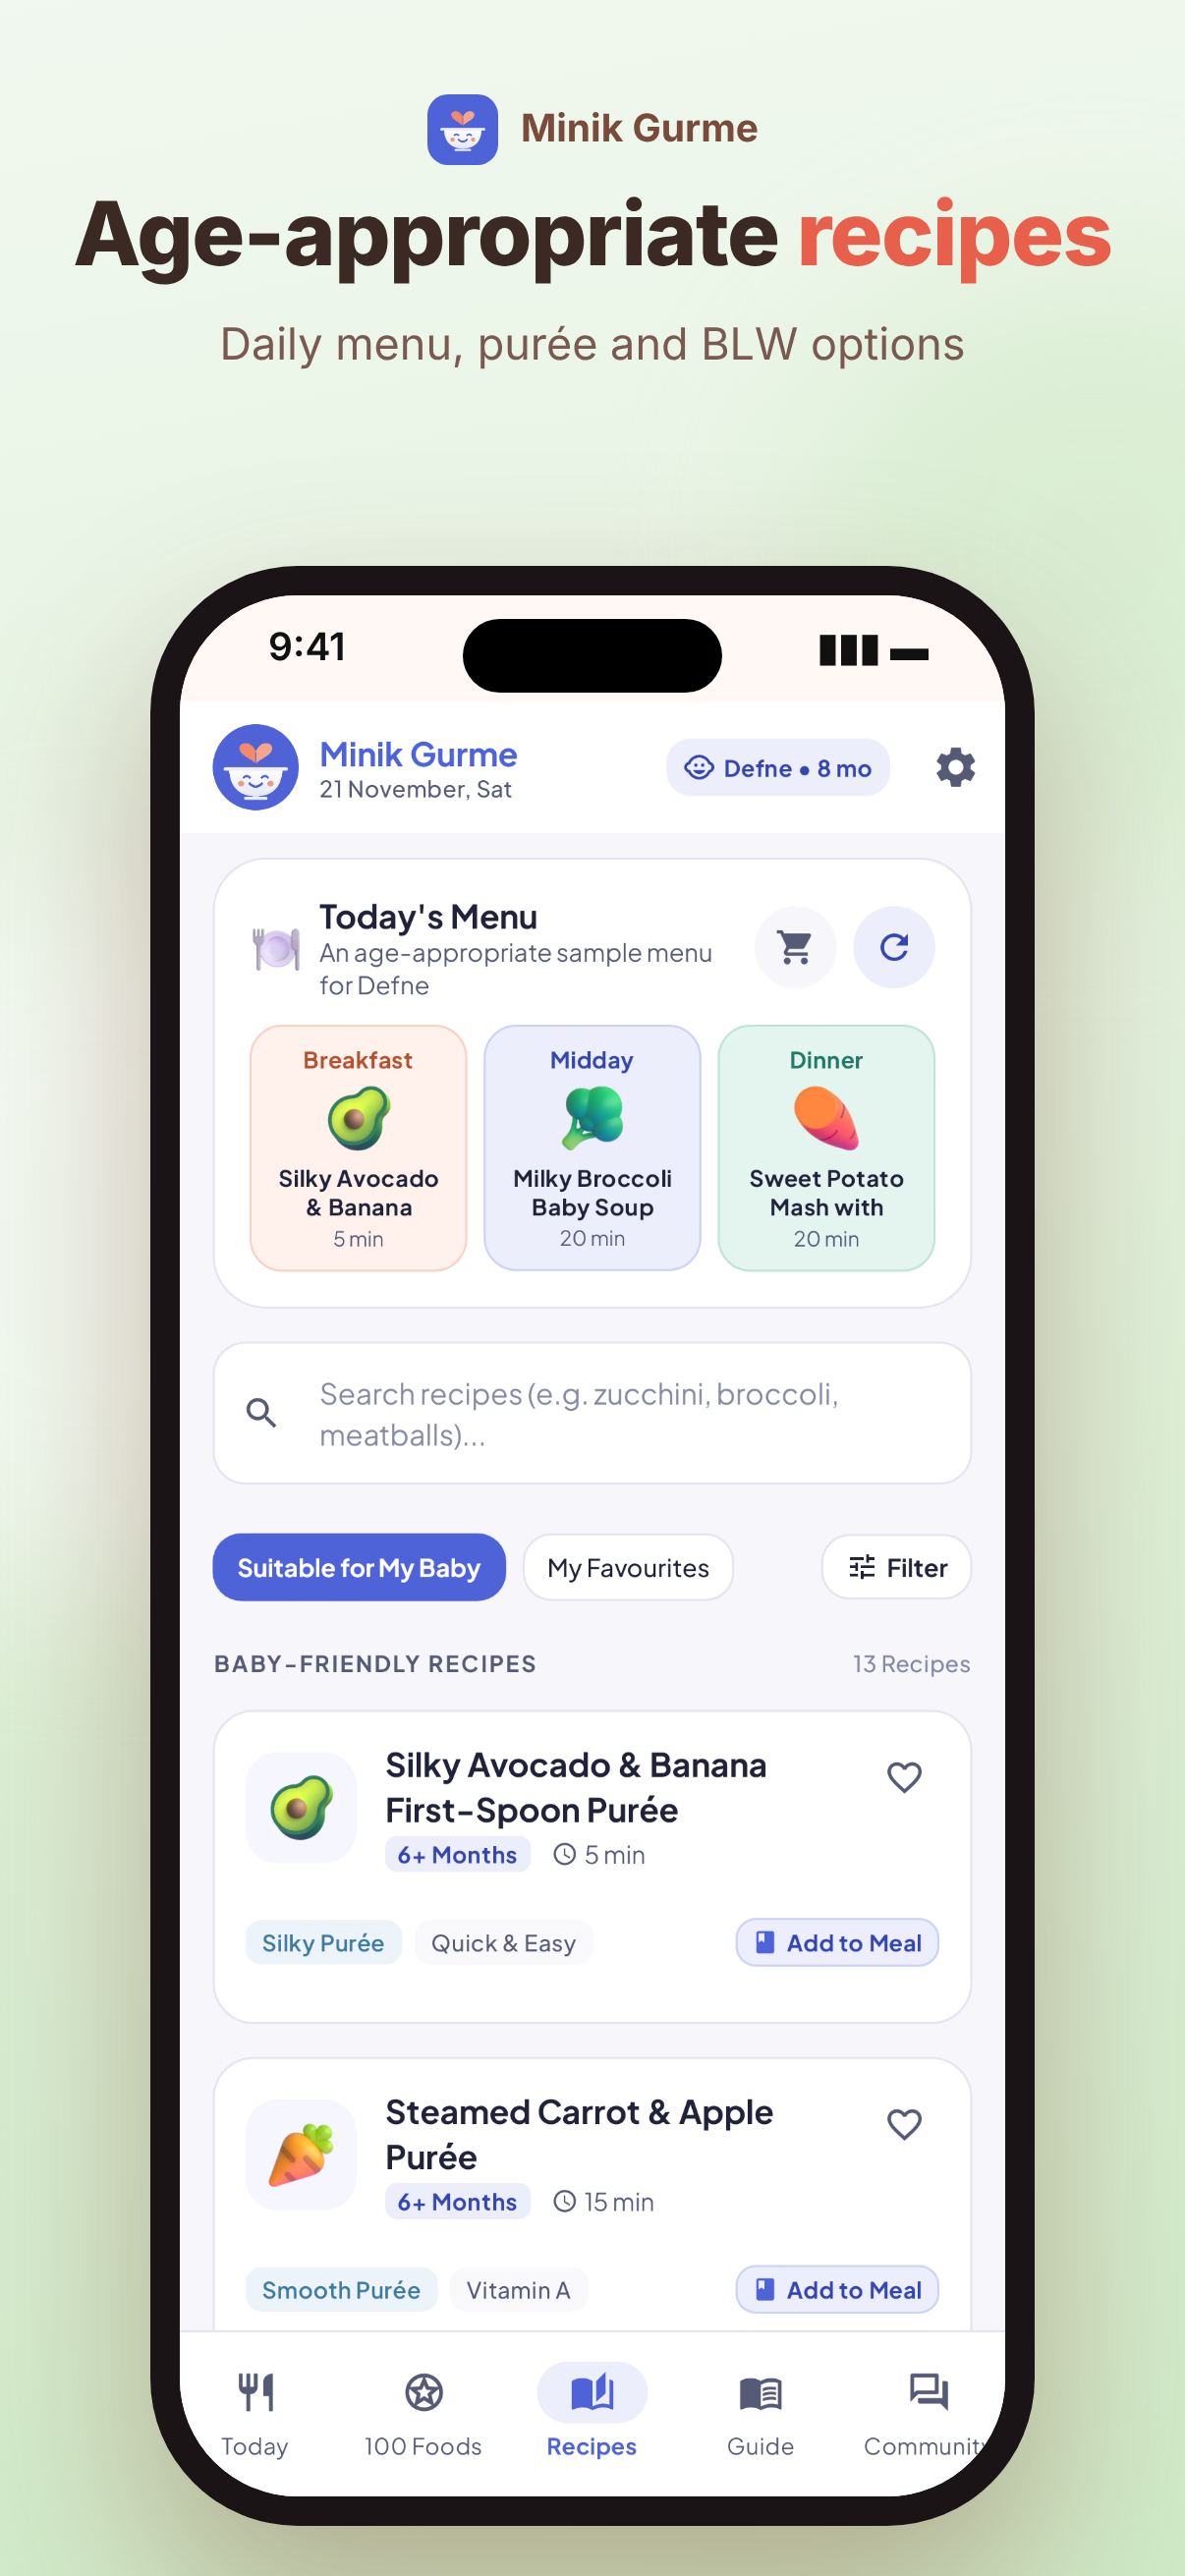 Minik Gurme
Age-appropriate recipes
Daily menu, purée and BLW options
9:41
Minik Gurme
21 November, Sat
Defne • 8 mo
Today's Menu
An age-appropriate sample menu
for Defne
Breakfast
Silky Avocado
& Banana
5 min
Midday
Milky Broccoli
Baby Soup
20 min
Dinner
Sweet Potato
Mash with
20 min
Search recipes (e.g. zucchini, broccoli,
meatballs)...
Suitable for My Baby
My Favourites
Filter
BABY-FRIENDLY RECIPES
13 Recipes
Silky Avocado & Banana
First-Spoon Purée
6+ Months
5 min
Silky Purée
Quick & Easy
Add to Meal
Steamed Carrot & Apple
Purée
6+ Months
15 min
Smooth Purée
Vitamin A
Add to Meal
Today
100 Foods
Recipes
Guide
Community